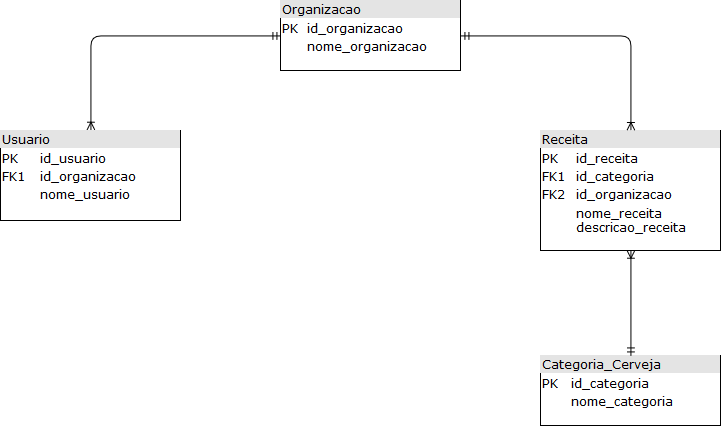 Organizacao
PK id_organizacao
nome_organizacao
Usuario
PK id_usuario
FK1 id_organizacao
nome_usuario
Receita
PK id_receita
FK1 id_categoria
FK2 id_organizacao
nome_receita
descricao_receita
Categoria_Cerveja
PK id_categoria
nome_categoria